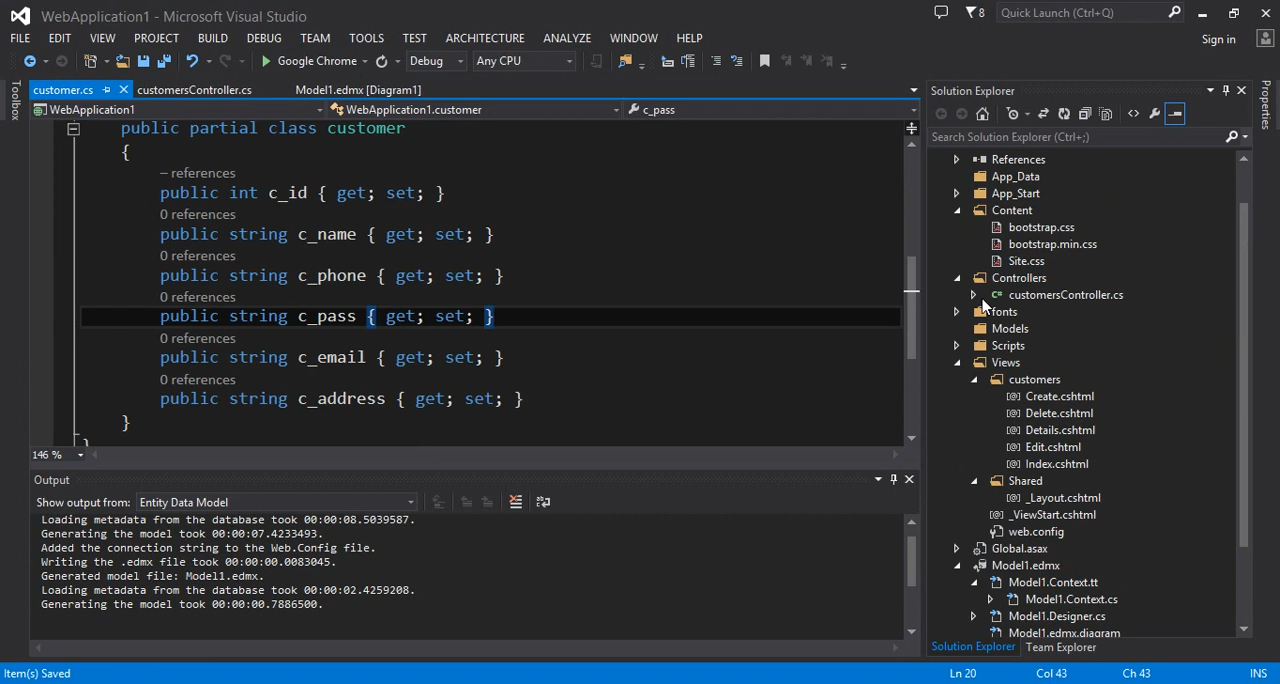 WebApplication1 - Microsoft Visual Studio
8
Quick Launch (Ctrl+Q)
FILE EDIT VIEW PROJECT BUILD DEBUG TEAM TOOLS TEST ARCHITECTURE ANALYZE WINDOW HELP
Sign in
Google Chrome Debug Any CPU
Toolbox
customer.cs customersController.cs Model1.edmx [Diagram1]
WebApplication1 WebApplication1.customer c_pass
public partial class customer
{
– references
public int c_id { get; set; }
0 references
public string c_name { get; set; }
0 references
public string c_phone { get; set; }
0 references
public string c_pass { get; set; }
0 references
public string c_email { get; set; }
0 references
public string c_address { get; set; }
}
}
146 %
Output
Show output from: Entity Data Model
Loading metadata from the database took 00:00:08.5039587.
Generating the model took 00:00:07.4233493.
Added the connection string to the Web.Config file.
Writing the .edmx file took 00:00:00.0083045.
Generated model file: Model1.edmx.
Loading metadata from the database took 00:00:02.4259208.
Generating the model took 00:00:00.7886500.
Solution Explorer
Search Solution Explorer (Ctrl+;)
References
App_Data
App_Start
Content
bootstrap.css
bootstrap.min.css
Site.css
Controllers
customersController.cs
fonts
Models
Scripts
Views
customers
Create.cshtml
Delete.cshtml
Details.cshtml
Edit.cshtml
Index.cshtml
Shared
_Layout.cshtml
_ViewStart.cshtml
web.config
Global.asax
Model1.edmx
Model1.Context.tt
Model1.Context.cs
Model1.Designer.cs
Model1.edmx.diagram
Solution Explorer Team Explorer
Properties
Item(s) Saved
Ln 20 Col 43 Ch 43 INS